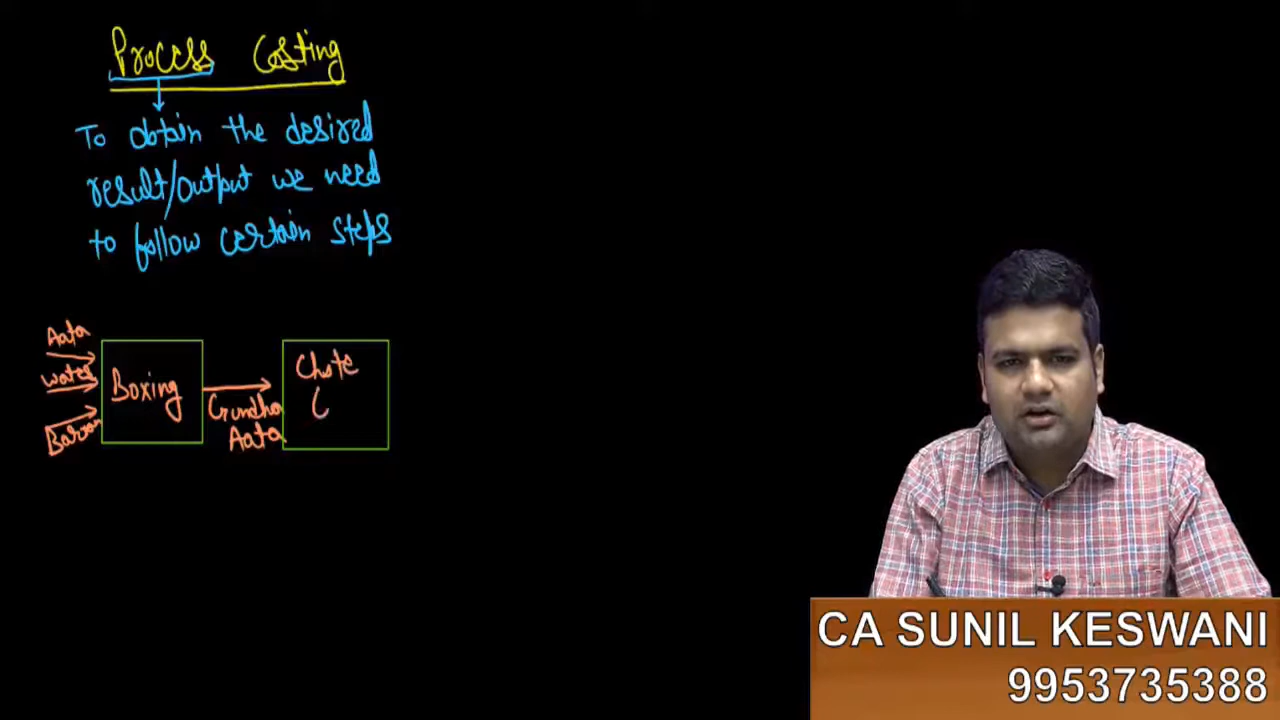 Process Costing
To obtain the desired
result/output we need
to follow certain steps
Aata
water
Bartan
Boxing
Gundha
Aata
Chote
CA SUNIL KESWANI
9953735388